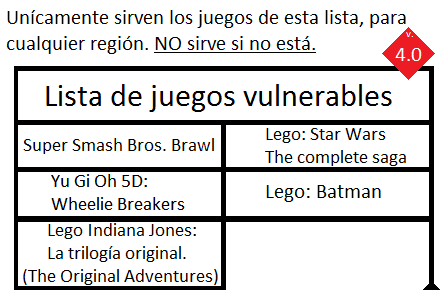 Unícamente sirven los juegos de esta lista, para
cualquier región. NO sirve si no está.
v.
4.0
Lista de juegos vulnerables
Super Smash Bros. Brawl
Lego: Star Wars
The complete saga
Yu Gi Oh 5D:
Wheelie Breakers
Lego: Batman
Lego Indiana Jones:
La trilogía original.
(The Original Adventures)